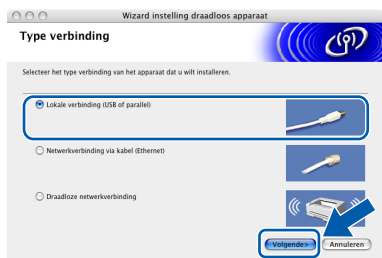 Wizard instelling draadloos apparaat
Type verbinding
Selecteer het type verbinding van het apparaat dat u wilt installeren.
Lokale verbinding (USB of parallel)
Netwerkverbinding via kabel (Ethernet)
Draadloze netwerkverbinding
Volgende>
Annuleren